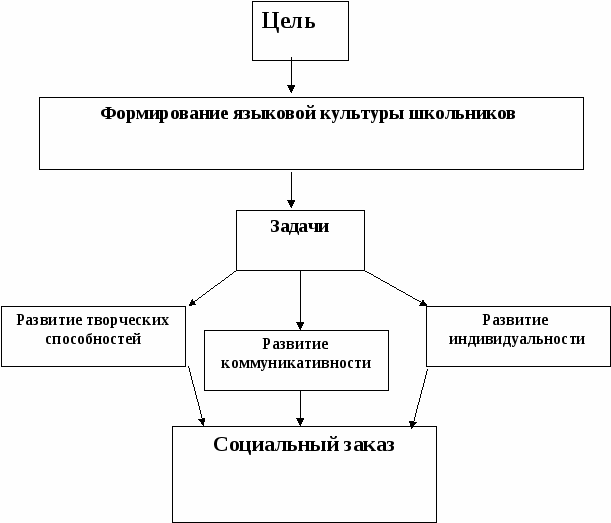 Цель
Формирование языковой культуры школьников
Задачи
Развитие творческих
способностей
Развитие
коммуникативности
Развитие
индивидуальности
Социальный заказ